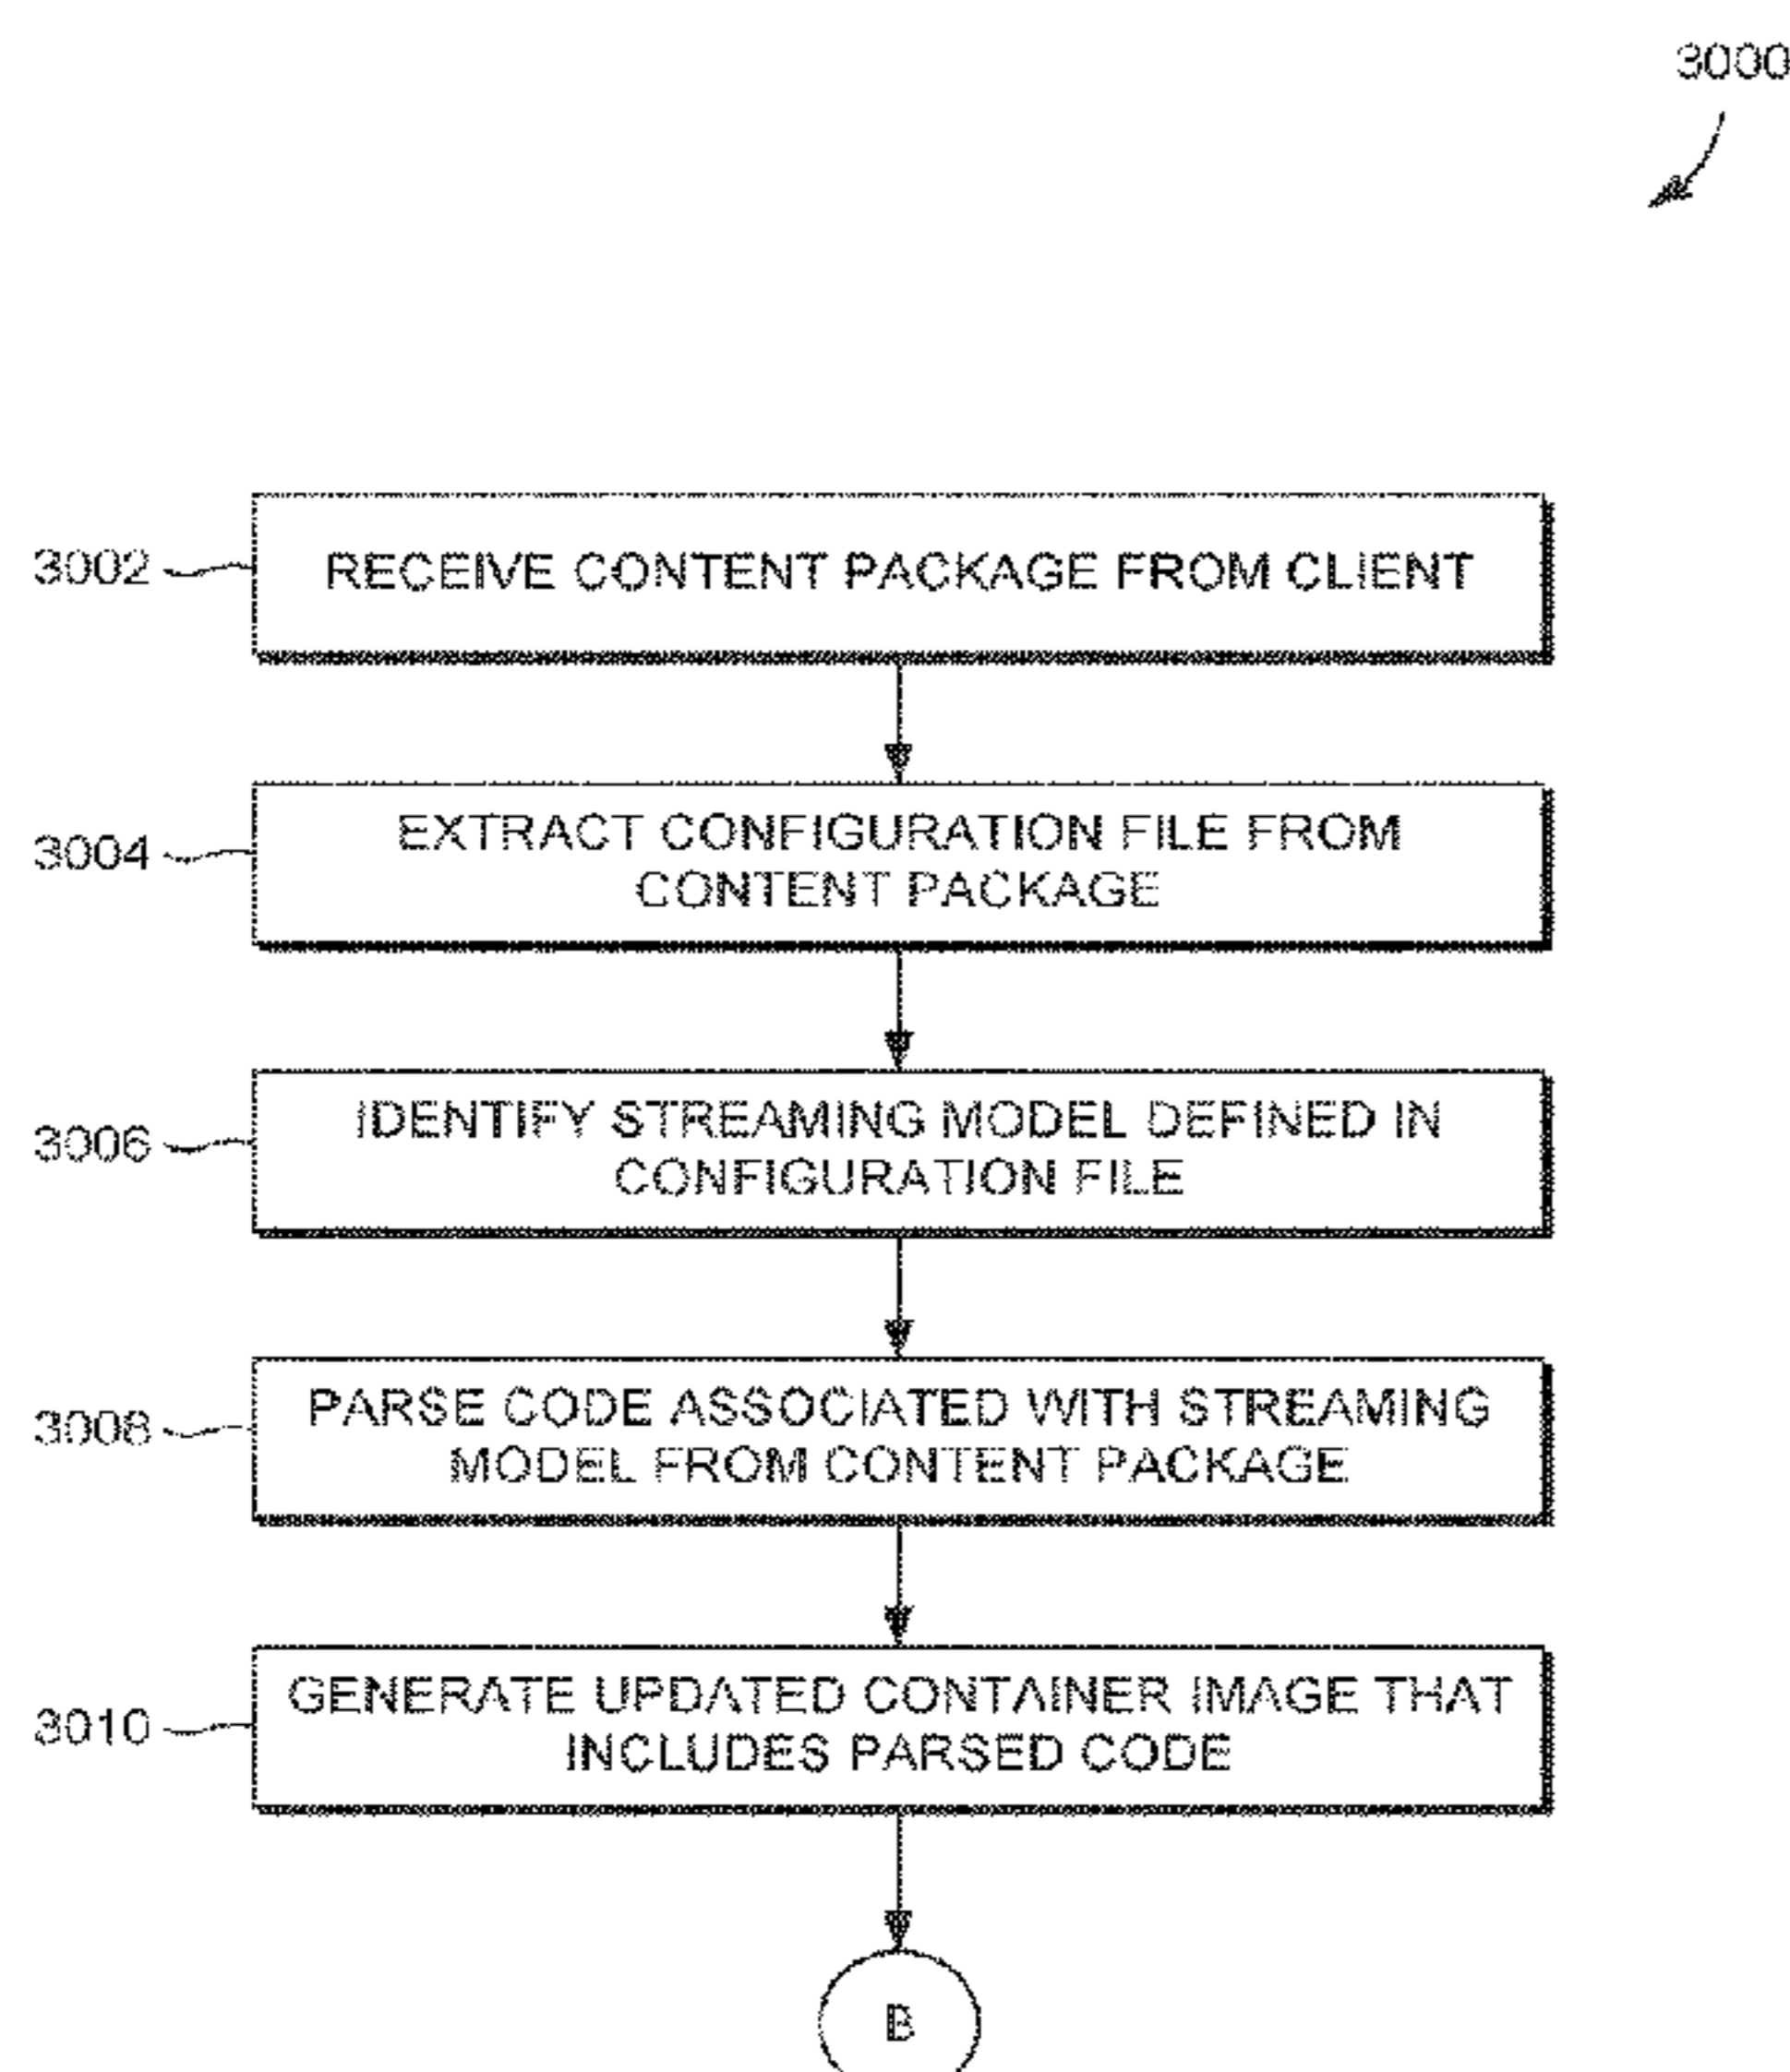 3000
3002
RECEIVE CONTENT PACKAGE FROM CLIENT
3004
EXTRACT CONFIGURATION FILE FROM
CONTENT PACKAGE
3006
IDENTIFY STREAMING MODEL DEFINED IN
CONFIGURATION FILE
3008
PARSE CODE ASSOCIATED WITH STREAMING
MODEL FROM CONTENT PACKAGE
3010
GENERATE UPDATED CONTAINER IMAGE THAT
INCLUDES PARSED CODE
B